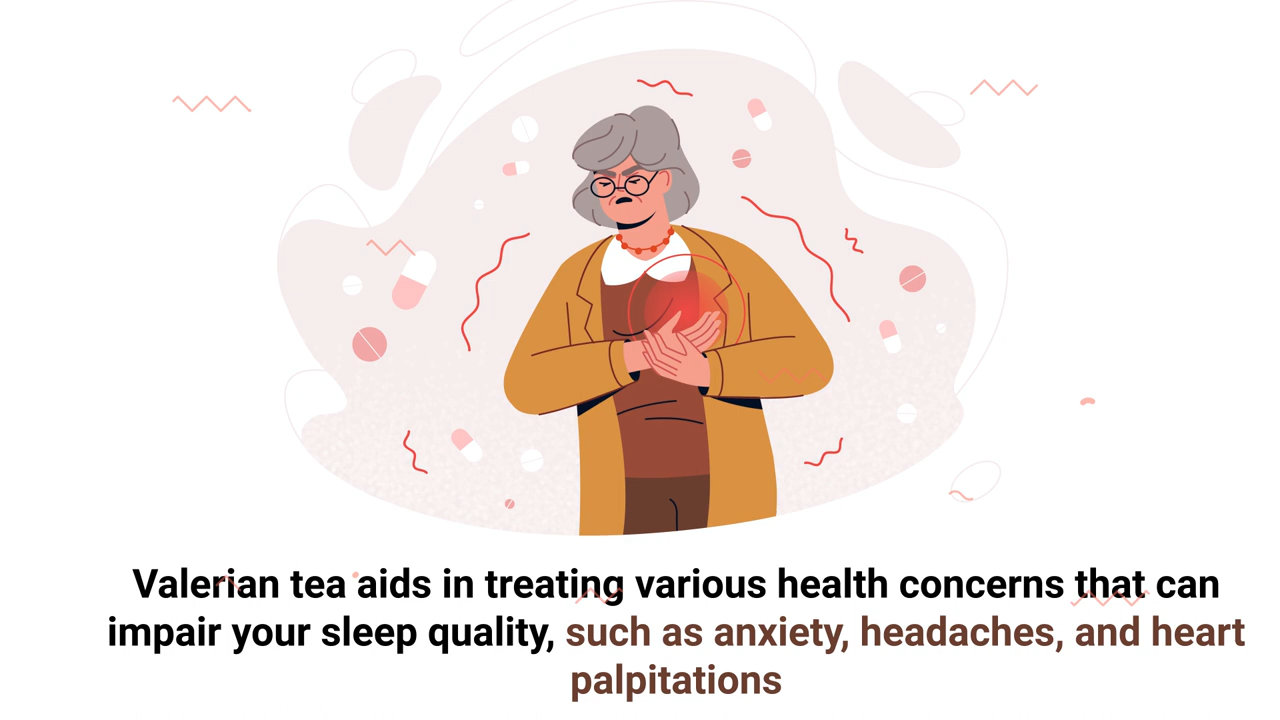 Valerian tea aids in treating various health concerns that can
impair your sleep quality, such as anxiety, headaches, and heart
palpitations